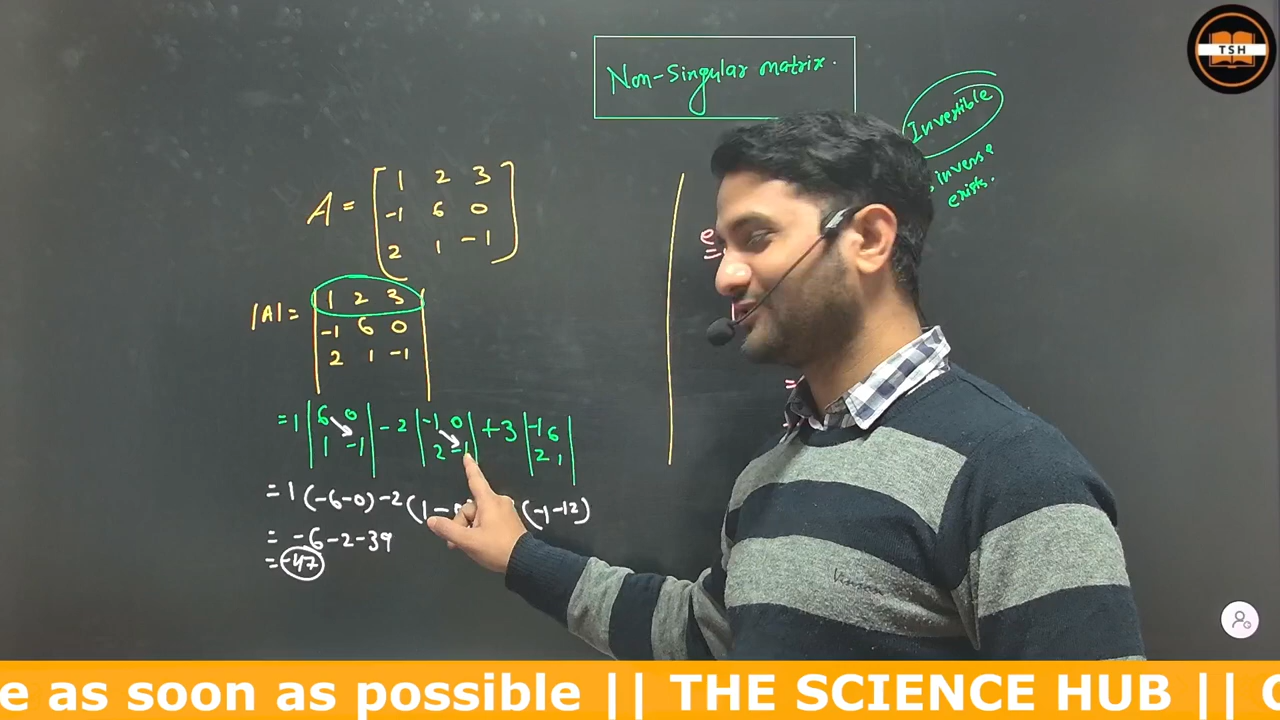 TSH
Non-Singular matrix.
Invertible
inverse
exists.
A = [ 1 2 3
-1 6 0
2 1 -1 ]
|A| = | 1 2 3 |
| -1 6 0 |
| 2 1 -1 |
= 1 | 6 0 | - 2 | -1 0 | + 3 | -1 6 |
| 1 -1 | | 2 -1 | | 2 1 |
= 1 (-6-0) -2 (1- (-1-12)
= -6-2-39
= -47
e as soon as possible || THE SCIENCE HUB ||